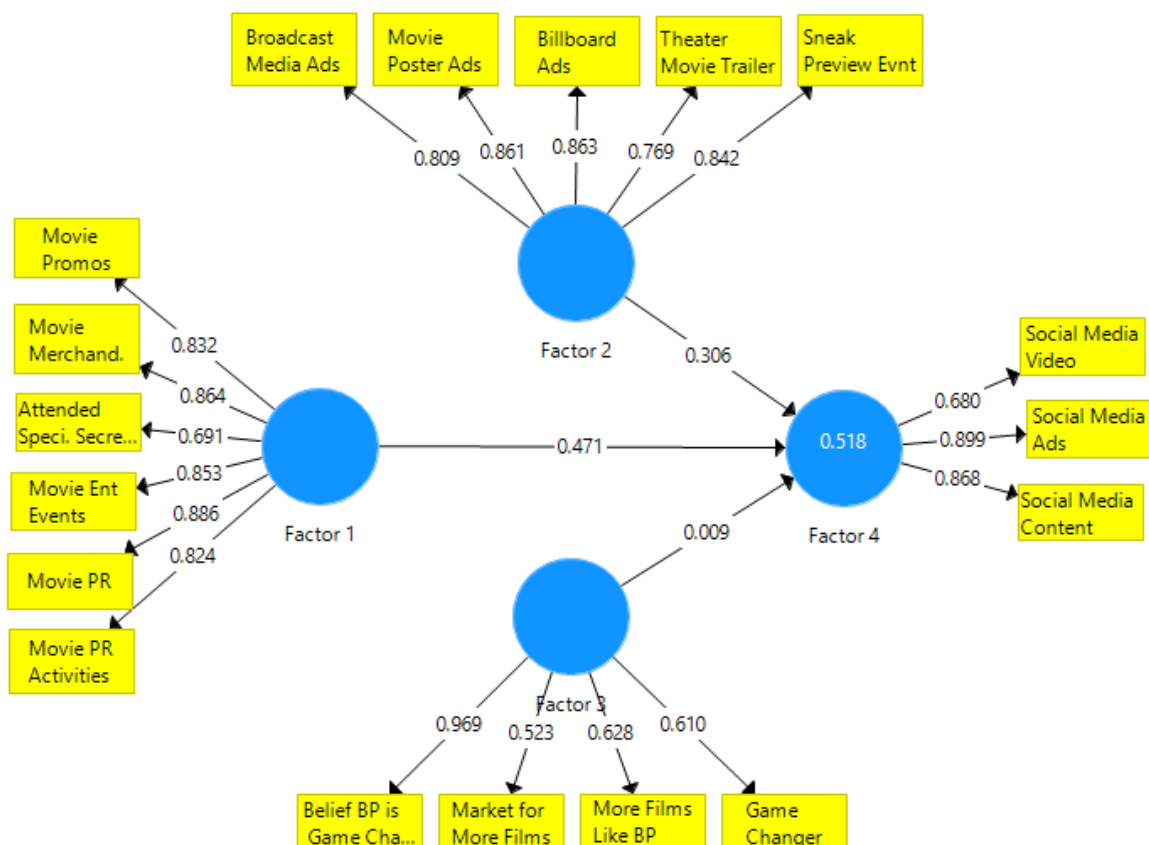 Broadcast
Media Ads
Movie
Poster Ads
Billboard
Ads
Theater
Movie Trailer
Sneak
Preview Evnt
0.809
0.861
0.863
0.769
0.842
Factor 2
Movie
Promos
Movie
Merchand.
Attended
Speci. Secre...
Movie Ent
Events
Movie PR
Movie PR
Activities
0.832
0.864
0.691
0.853
0.886
0.824
Factor 1
0.306
0.471
0.009
0.518
Factor 4
0.680
0.899
0.868
Social Media
Video
Social Media
Ads
Social Media
Content
Factor 3
0.969
0.523
0.628
0.610
Belief BP is
Game Cha...
Market for
More Films
More Films
Like BP
Game
Changer